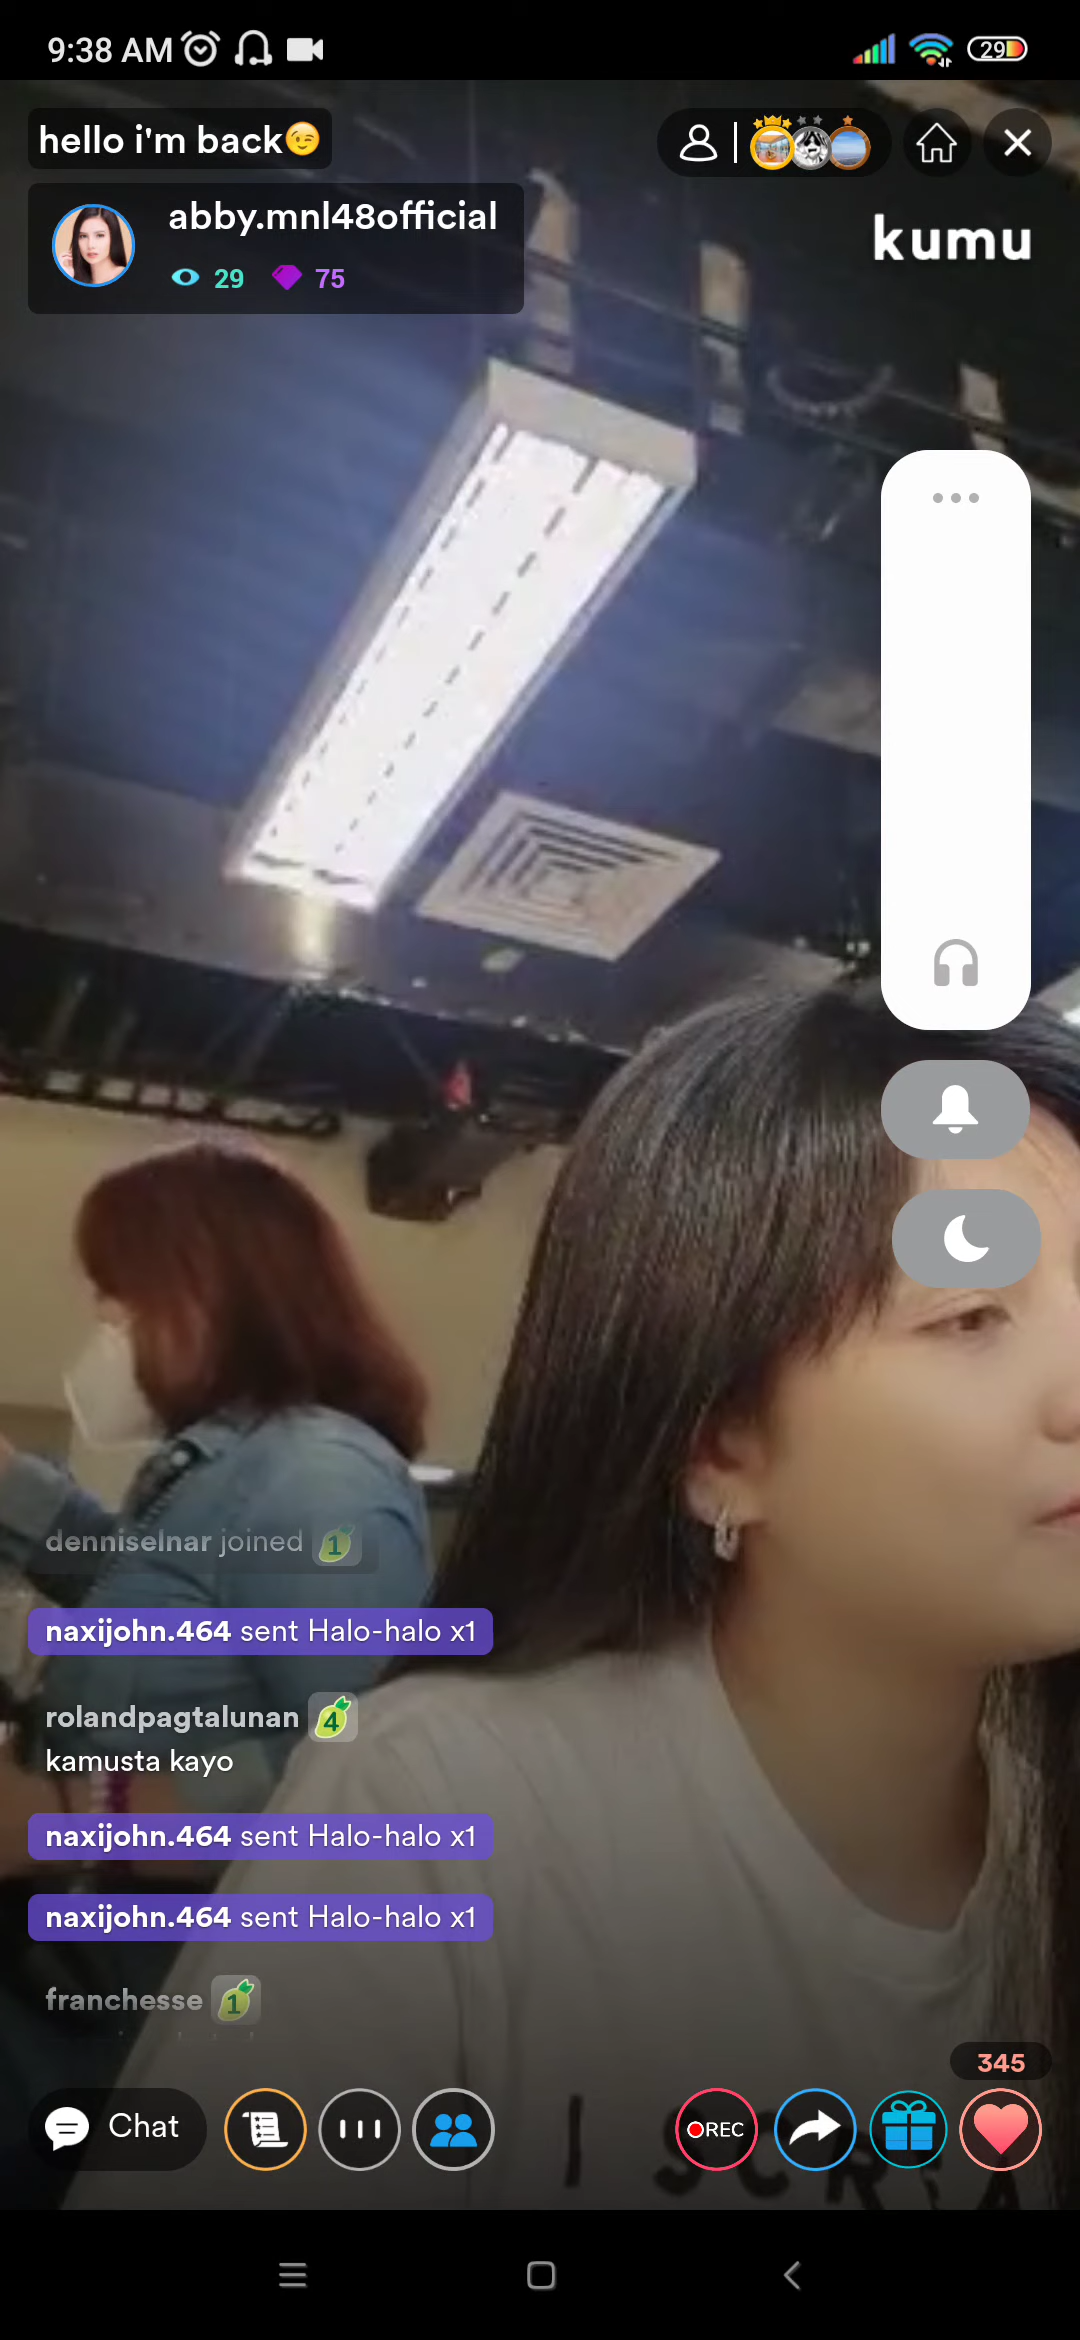 9:38 AM
29
hello i'm back😉
abby.mnl48official
29 75
kumu
denniselnar joined 1
naxijohn.464 sent Halo-halo x1
rolandpagtalunan 4
kamusta kayo
naxijohn.464 sent Halo-halo x1
naxijohn.464 sent Halo-halo x1
franchesse 1
345
Chat
REC
I SCREA